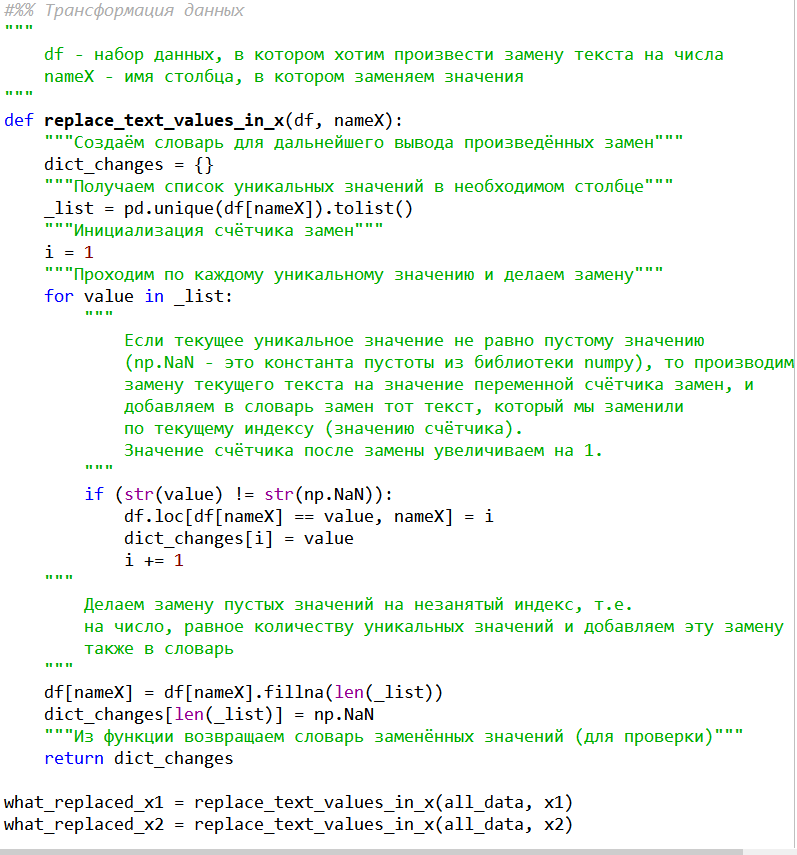 #%% Трансформация данных
"""
    df - набор данных, в котором хотим произвести замену текста на числа
    nameX - имя столбца, в котором заменяем значения
"""
def replace_text_values_in_x(df, nameX):
    """Создаём словарь для дальнейшего вывода произведённых замен"""
    dict_changes = {}
    """Получаем список уникальных значений в необходимом столбце"""
    _list = pd.unique(df[nameX]).tolist()
    """Инициализация счётчика замен"""
    i = 1
    """Проходим по каждому уникальному значению и делаем замену"""
    for value in _list:
        """
            Если текущее уникальное значение не равно пустому значению
            (np.NaN - это константа пустоты из библиотеки numpy), то производим
            замену текущего текста на значение переменной счётчика замен, и
            добавляем в словарь замен тот текст, который мы заменили
            по текущему индексу (значению счётчика).
            Значение счётчика после замены увеличиваем на 1.
        """
        if (str(value) != str(np.NaN)):
            df.loc[df[nameX] == value, nameX] = i
            dict_changes[i] = value
            i += 1
    """
        Делаем замену пустых значений на незанятый индекс, т.е.
        на число, равное количеству уникальных значений и добавляем эту замену
        также в словарь
    """
    df[nameX] = df[nameX].fillna(len(_list))
    dict_changes[len(_list)] = np.NaN
    """Из функции возвращаем словарь заменённых значений (для проверки)"""
    return dict_changes

what_replaced_x1 = replace_text_values_in_x(all_data, x1)
what_replaced_x2 = replace_text_values_in_x(all_data, x2)